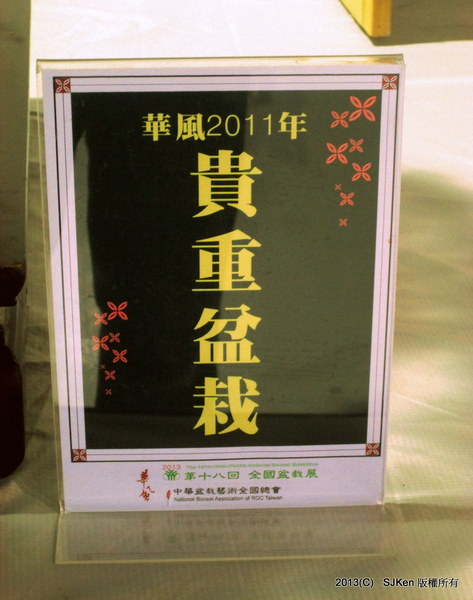 華風2011年
貴重盆栽
2013
第十八回 全國盆栽展
中華盆栽藝術全國總會
National Bonsai Association of ROC Taiwan
2013(C) SJKen 版權所有